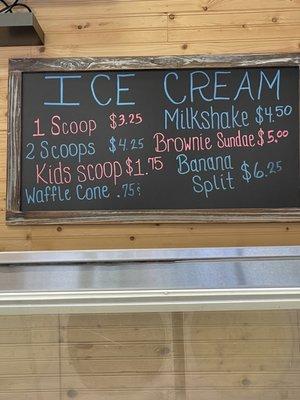 ICE CREAM
1 Scoop $3.25
2 Scoops $4.25
Kids scoop $1.75
Waffle Cone .75¢
Milkshake $4.50
Brownie Sundae $5.00
Banana
Split $6.25